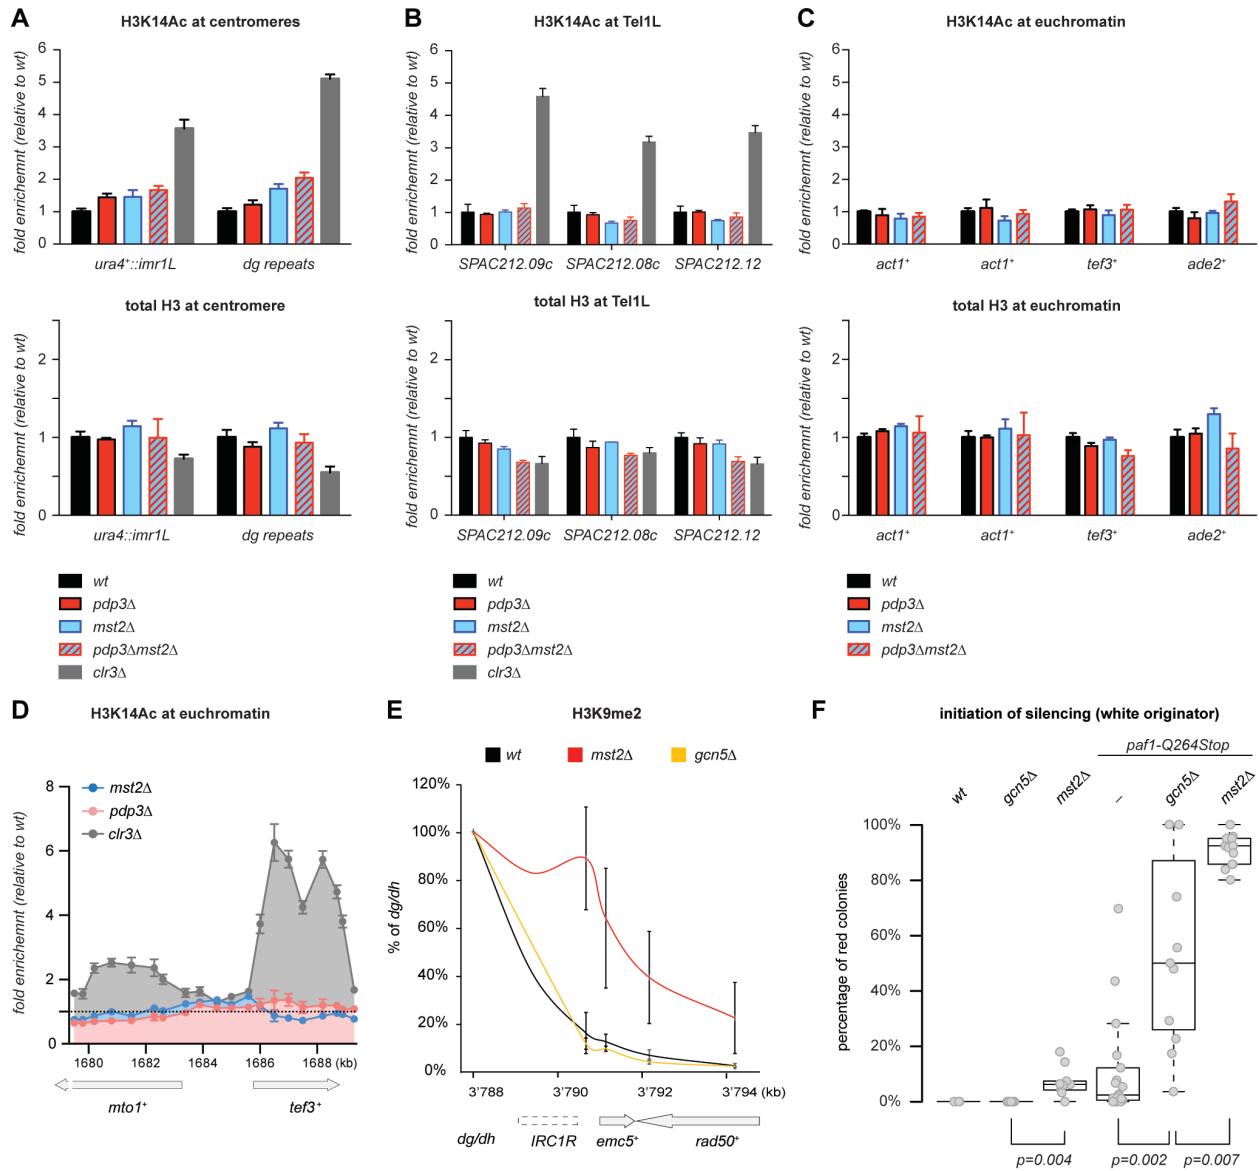 A
H3K14Ac at centromeres
fold enrichemnt (relative to wt)
6
5
4
3
2
1
0
ura4+::imr1L
dg repeats
total H3 at centromere
fold enrichemnt (relative to wt)
2
1
0
ura4::imr1L
dg repeats
wt
pdp3Δ
mst2Δ
pdp3Δmst2Δ
clr3Δ
B
H3K14Ac at Tel1L
fold enrichemnt (relative to wt)
6
5
4
3
2
1
0
SPAC212.09c
SPAC212.08c
SPAC212.12
total H3 at Tel1L
fold enrichemnt (relative to wt)
2
1
0
SPAC212.09c
SPAC212.08c
SPAC212.12
wt
pdp3Δ
mst2Δ
pdp3Δmst2Δ
clr3Δ
C
H3K14Ac at euchromatin
fold enrichemnt (relative to wt)
6
5
4
3
2
1
0
act1+
act1+
tef3+
ade2+
total H3 at euchromatin
fold enrichemnt (relative to wt)
2
1
0
act1+
act1+
tef3+
ade2+
wt
pdp3Δ
mst2Δ
pdp3Δmst2Δ
D
H3K14Ac at euchromatin
fold enrichemnt (relative to wt)
8
6
4
2
0
mst2Δ
pdp3Δ
clr3Δ
1680 1682 1684 1686 1688 (kb)
mto1+
tef3+
E
H3K9me2
wt mst2Δ gcn5Δ
% of dg/dh
120%
100%
80%
60%
40%
20%
0%
3'788 3'790 3'792 3'794 (kb)
dg/dh IRC1R emc5+ rad50+
F
initiation of silencing (white originator)
paf1-Q264Stop
wt gcn5Δ mst2Δ – gcn5Δ mst2Δ
percentage of red colonies
100%
80%
60%
40%
20%
0%
p=0.004 p=0.002 p=0.007